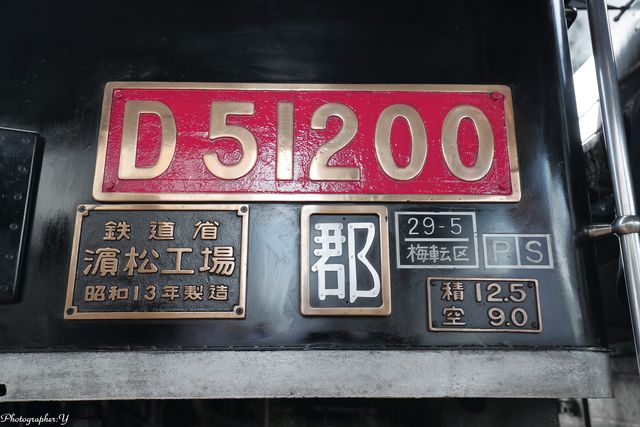 D51200
鉄道省
濱松工場
昭和13年製造
郡
29-5
梅転区
P S
積 12.5
空 9.0
Photographer:Y